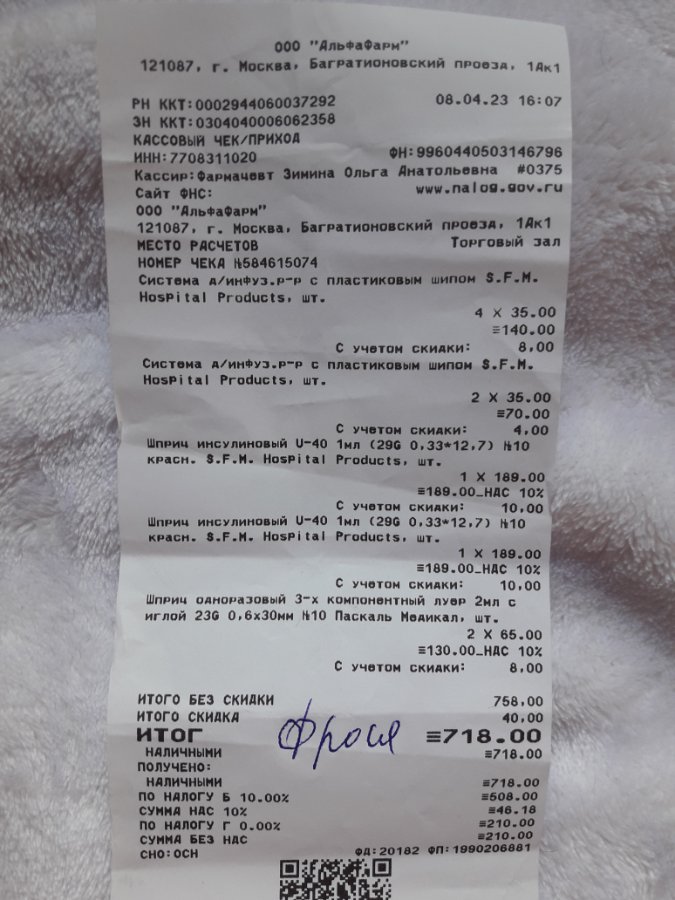 ООО "АльфаФарм"
121087, г. Москва, Багратионовский проезд, 1Ак1
РН ККТ:0002944060037292 08.04.23 16:07
ЗН ККТ:0304040006062358
КАССОВЫЙ ЧЕК/ПРИХОД
ИНН:7708311020 ФН:9960440503146796
Кассир:Фармацевт Зимина Ольга Анатольевна #0375
Сайт ФНС: www.nalog.gov.ru
ООО "АльфаФарм"
121087, г. Москва, Багратионовский проезд, 1Ак1
МЕСТО РАСЧЕТОВ Торговый зал
НОМЕР ЧЕКА №584615074
Система д/инфуз.р-р с пластиковым шипом S.F.M.
Hospital Products, шт.
4 X 35.00
≡140.00
С учетом скидки: 8,00
Система д/инфуз.р-р с пластиковым шипом S.F.M.
Hospital Products, шт.
2 X 35.00
≡70.00
С учетом скидки: 4,00
Шприц инсулиновый U-40 1мл (29G 0,33*12,7) №10
красн. S.F.M. Hospital Products, шт.
1 X 189.00
≡189.00_НДС 10%
С учетом скидки: 10,00
Шприц инсулиновый U-40 1мл (29G 0,33*12,7) №10
красн. S.F.M. Hospital Products, шт.
1 X 189.00
≡189.00_НДС 10%
С учетом скидки: 10,00
Шприц одноразовый 3-х компонентный луер 2мл с
иглой 23G 0,6х30мм №10 Паскаль Медикал, шт.
2 X 65.00
≡130.00_НДС 10%
С учетом скидки: 8,00
ИТОГО БЕЗ СКИДКИ 758,00
ИТОГО СКИДКА 40,00
ИТОГ Фрося ≡718.00
НАЛИЧНЫМИ ≡718.00
ПОЛУЧЕНО:
НАЛИЧНЫМИ ≡718.00
ПО НАЛОГУ Б 10.00% ≡508.00
СУММА НДС 10% ≡46.18
ПО НАЛОГУ Г 0.00% ≡210.00
СУММА БЕЗ НДС ≡210.00
СНО:ОСН ФД:20182 ФП:1990206881